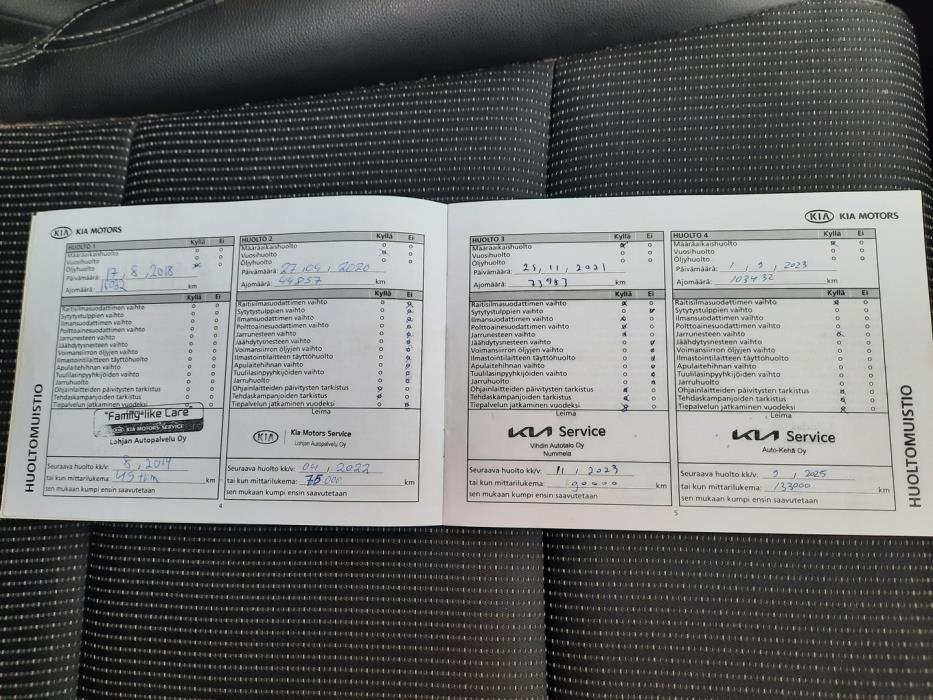 KIA KIA MOTORS
HUOLTO 1 Kyllä Ei
Määräaikaishuolto
Vuosihuolto
Öljyhuolto
Päivämäärä: 17, 8, 2018
Ajomäärä: km
Kyllä Ei
Raitisilmasuodattimen vaihto
Sytytystulppien vaihto
Ilmansuodattimen vaihto
Polttoainesuodattimen vaihto
Jarrunesteen vaihto
Jäähdytysnesteen vaihto
Voimansiirron öljyjen vaihto
Ilmastointilaitteen täyttöhuolto
Apulaitehihnan vaihto
Tuulilasinpyyhkijöiden vaihto
Jarruhuolto
Ohjainlaitteiden päivitysten tarkistus
Tehdaskampanjoiden tarkistus
Tiepalvelun jatkaminen vuodeksi
"Family-like Care"
KIA MOTORS SERVICE
Lohjan Autopalvelu Oy
Seuraava huolto kk/v: 8, 2019
tai kun mittarilukema: 45 tkm km
sen mukaan kumpi ensin saavutetaan
HUOLTO 2 Kyllä Ei
Määräaikaishuolto
Vuosihuolto
Öljyhuolto
Päivämäärä: 27, 04, 2020
Ajomäärä: 44857 km
Kyllä Ei
Raitisilmasuodattimen vaihto
Sytytystulppien vaihto
Ilmansuodattimen vaihto
Polttoainesuodattimen vaihto
Jarrunesteen vaihto
Jäähdytysnesteen vaihto
Voimansiirron öljyjen vaihto
Ilmastointilaitteen täyttöhuolto
Apulaitehihnan vaihto
Tuulilasinpyyhkijöiden vaihto
Jarruhuolto
Ohjainlaitteiden päivitysten tarkistus
Tehdaskampanjoiden tarkistus
Tiepalvelun jatkaminen vuodeksi
Leima
KIA Kia Motors Service
Lohjan Autopalvelu Oy
Seuraava huolto kk/v: 04, 2022
tai kun mittarilukema: 75000 km
sen mukaan kumpi ensin saavutetaan
HUOLTOMUISTIO
4
KIA KIA MOTORS
HUOLTO 3 Kyllä Ei
Määräaikaishuolto
Vuosihuolto
Öljyhuolto
Päivämäärä: 25, 11, 2021
Ajomäärä: km
Kyllä Ei
Raitisilmasuodattimen vaihto
Sytytystulppien vaihto
Ilmansuodattimen vaihto
Polttoainesuodattimen vaihto
Jarrunesteen vaihto
Jäähdytysnesteen vaihto
Voimansiirron öljyjen vaihto
Ilmastointilaitteen täyttöhuolto
Apulaitehihnan vaihto
Tuulilasinpyyhkijöiden vaihto
Jarruhuolto
Ohjainlaitteiden päivitysten tarkistus
Tehdaskampanjoiden tarkistus
Tiepalvelun jatkaminen vuodeksi
Leima
KIA Service
Vihdin Autotalo Oy
Nummela
Seuraava huolto kk/v: 11, 2023
tai kun mittarilukema: km
sen mukaan kumpi ensin saavutetaan
HUOLTO 4 Kyllä Ei
Määräaikaishuolto
Vuosihuolto
Öljyhuolto
Päivämäärä: 2023
Ajomäärä: 103432 km
Kyllä Ei
Raitisilmasuodattimen vaihto
Sytytystulppien vaihto
Ilmansuodattimen vaihto
Polttoainesuodattimen vaihto
Jarrunesteen vaihto
Jäähdytysnesteen vaihto
Voimansiirron öljyjen vaihto
Ilmastointilaitteen täyttöhuolto
Apulaitehihnan vaihto
Tuulilasinpyyhkijöiden vaihto
Jarruhuolto
Ohjainlaitteiden päivitysten tarkistus
Tehdaskampanjoiden tarkistus
Tiepalvelun jatkaminen vuodeksi
Leima
KIA Service
Auto-Kehä Oy
Seuraava huolto kk/v: 2025
tai kun mittarilukema: 133000 km
sen mukaan kumpi ensin saavutetaan
HUOLTOMUISTIO
5